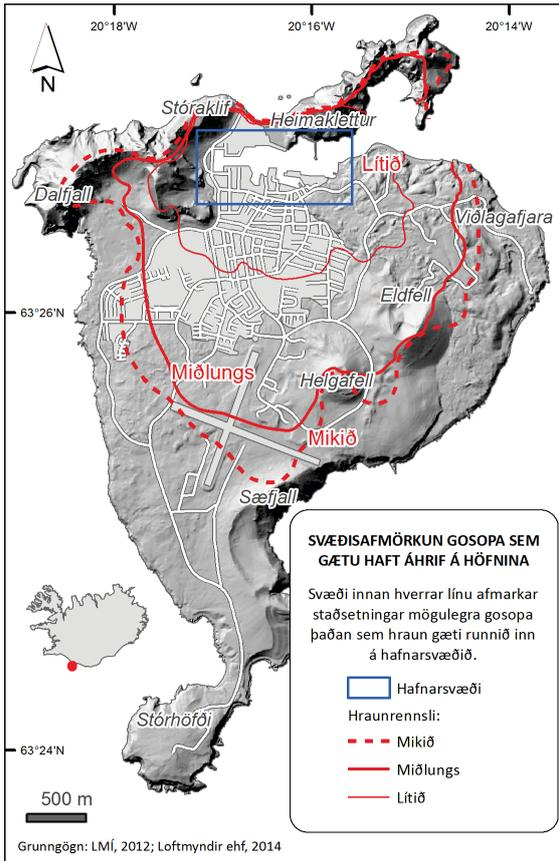 20°18'W
20°16'W
20°14'W
N
Stóraklif
Heimaklettur
Lítið
Dalfjall
Viðlagafjara
63°26'N
Eldfell
Miðlungs
Helgafell
Mikið
Sæfjall
SVÆÐISAFMÖRKUN GOSOPA SEM
GÆTU HAFT ÁHRIF Á HÖFNINA
Svæði innan hverrar línu afmarkar
staðsetningar mögulegra gosopa
þaðan sem hraun gæti runnið inn
á hafnarsvæðið.
Hafnarsvæði
Hraunrennsli:
Mikið
Miðlungs
Lítið
Stórhöfði
63°24'N
500 m
Grunngögn: LMÍ, 2012; Loftmyndir ehf, 2014